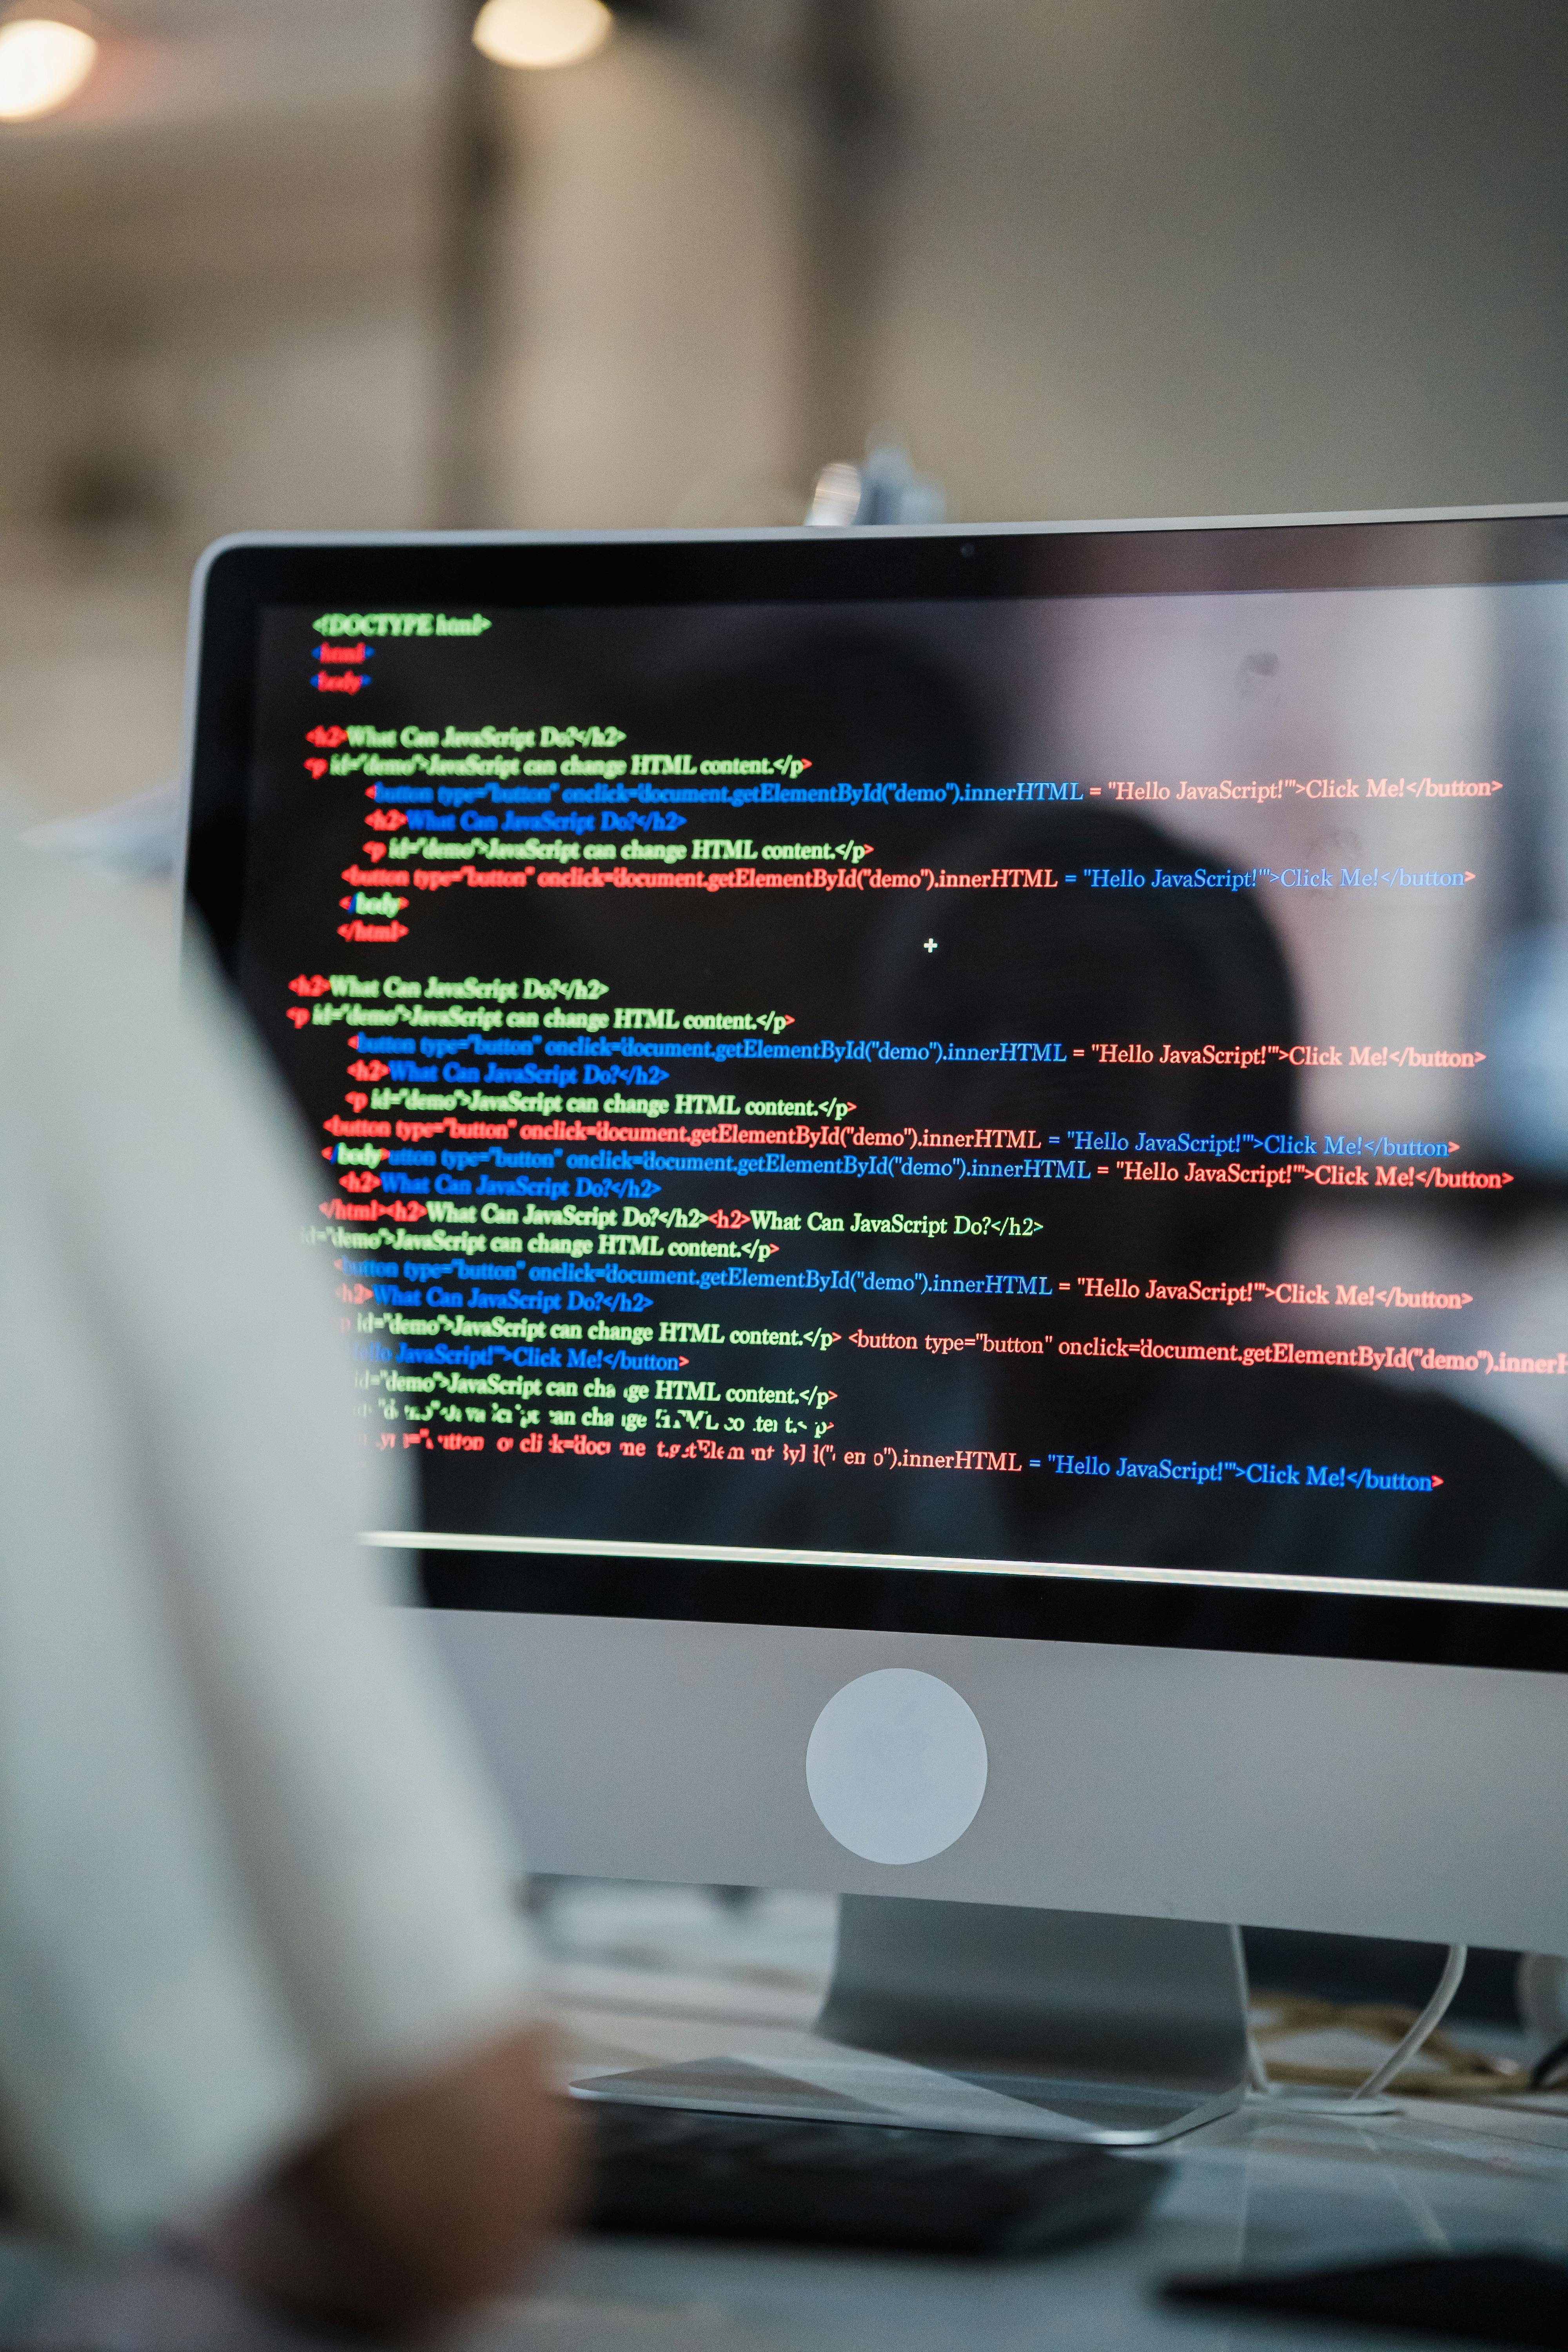 <!DOCTYPE html>
<html>
<body>
<h2>What Can JavaScript Do?</h2>
<p id="demo">JavaScript can change HTML content.</p>
<button type="button" onclick='document.getElementById("demo").innerHTML = "Hello JavaScript!"'>Click Me!</button>
<h2>What Can JavaScript Do?</h2>
<p id="demo">JavaScript can change HTML content.</p>
<button type="button" onclick='document.getElementById("demo").innerHTML = "Hello JavaScript!"'>Click Me!</button>
</body>
</html>
<h2>What Can JavaScript Do?</h2>
<p id="demo">JavaScript can change HTML content.</p>
<button type="button" onclick='document.getElementById("demo").innerHTML = "Hello JavaScript!"'>Click Me!</button>
<h2>What Can JavaScript Do?</h2>
<p id="demo">JavaScript can change HTML content.</p>
<button type="button" onclick='document.getElementById("demo").innerHTML = "Hello JavaScript!"'>Click Me!</button>
</body>utton type="button" onclick='document.getElementById("demo").innerHTML = "Hello JavaScript!"'>Click Me!</button>
<h2>What Can JavaScript Do?</h2>
</html><h2>What Can JavaScript Do?</h2><h2>What Can JavaScript Do?</h2>
id="demo">JavaScript can change HTML content.</p>
<button type="button" onclick='document.getElementById("demo").innerHTML = "Hello JavaScript!"'>Click Me!</button>
<h2>What Can JavaScript Do?</h2>
p id="demo">JavaScript can change HTML content.</p> <button type="button" onclick='document.getElementById("demo").innerH
JavaScript!"'>Click Me!</button>
id="demo">JavaScript can cha ge HTML content.</p>
can cha ge
innerHTML = "Hello JavaScript!"'>Click Me!</button>